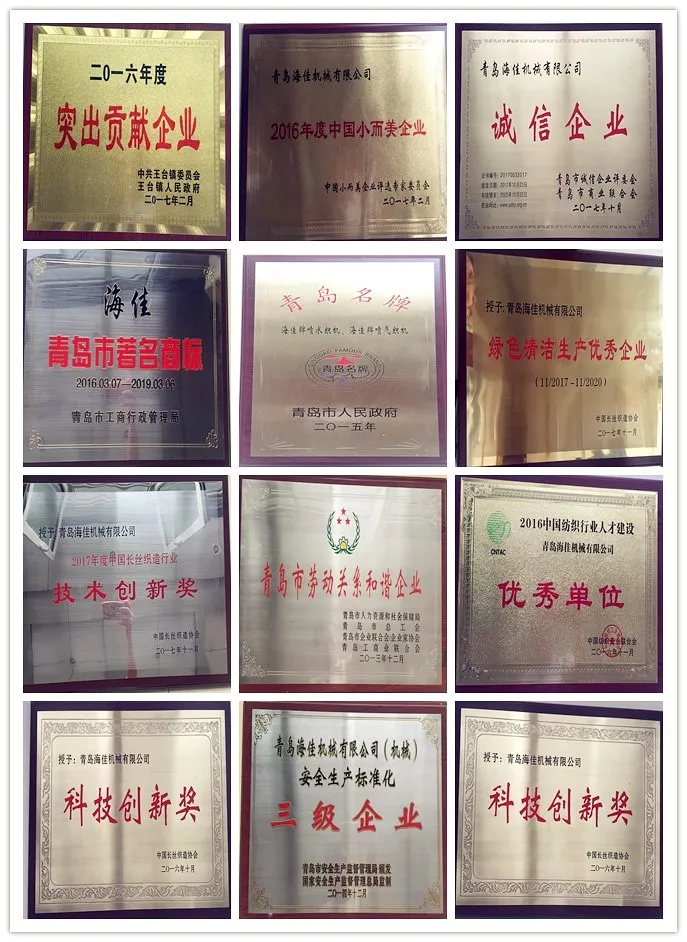 二〇一六年度
突出贡献企业
中共王台镇委员会
王台镇人民政府
二〇一七年二月
青岛海佳机械有限公司
2016年度中国小而美企业
中国小而美企业评选专家委员会
二〇一七年二月
青岛海佳机械有限公司
诚信企业
青岛市诚信企业评委会
青岛市商业联合会
二〇一七年十月
海佳
青岛市著名商标
2016.03.07—2019.03.06
青岛市工商行政管理局
青岛名牌
海佳牌喷水织机、海佳牌喷气织机
QINGDAO FAMOUS BRAND
青岛名牌
青岛市人民政府
二〇一五年
授予:青岛海佳机械有限公司
绿色清洁生产优秀企业
(11/2017-11/2020)
中国长丝织造协会
二〇一七年十一月
授予:青岛海佳机械有限公司
2017年度中国长丝织造行业
技术创新奖
中国长丝织造协会
二〇一七年十一月
青岛市劳动关系和谐企业
青岛市人力资源和社会保障局
青岛市总工会
青岛市企业联合会/企业家协会
青岛工商业联合会
二〇一三年十二月
CNTAC
2016中国纺织行业人才建设
青岛海佳机械有限公司
优秀单位
中国纺织工业联合会
二〇一六年十一月
授予：青岛海佳机械有限公司
科技创新奖
中国长丝织造协会
二〇一六年十月
青岛海佳机械有限公司(机械)
安全生产标准化
三级企业
青岛市安全生产监督管理局颁发
国家安全生产监督管理总局监制
二〇一四年十二月
授予：青岛海佳机械有限公司
科技创新奖
中国长丝织造协会
二〇一六年十月